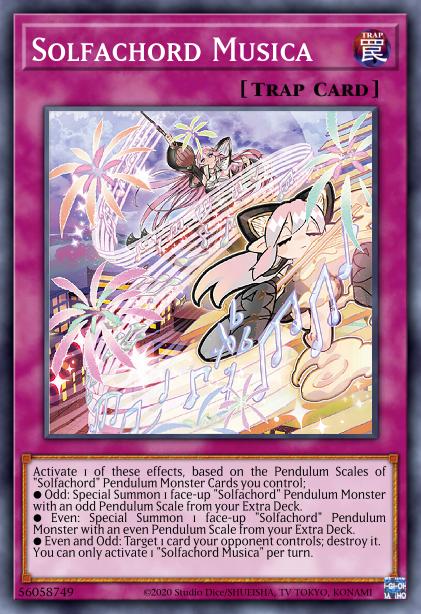 Solfachord Musica
TRAP
罠
[Trap Card]
Activate 1 of these effects, based on the Pendulum Scales of
"Solfachord" Pendulum Monster Cards you control;
● Odd: Special Summon 1 face-up "Solfachord" Pendulum Monster
with an odd Pendulum Scale from your Extra Deck.
● Even: Special Summon 1 face-up "Solfachord" Pendulum
Monster with an even Pendulum Scale from your Extra Deck.
● Even and Odd: Target 1 card your opponent controls; destroy it.
You can only activate 1 "Solfachord Musica" per turn.
56058749
©2020 Studio Dice/SHUEISHA, TV TOKYO, KONAMI